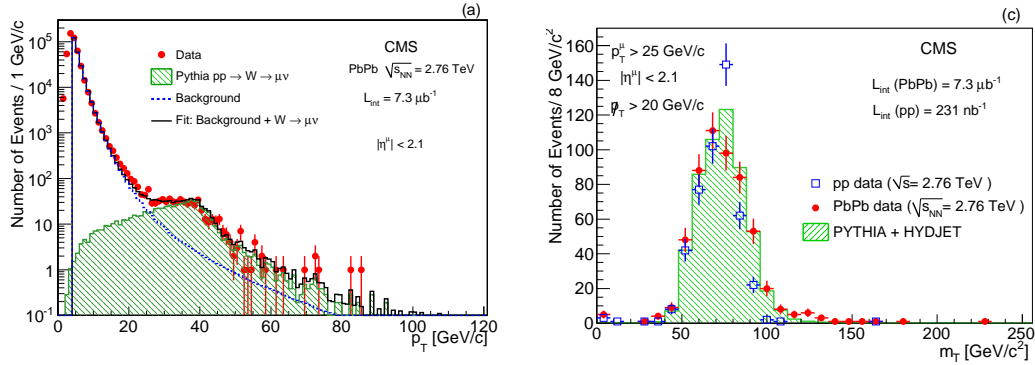 (a)
Number of Events / 1 GeV/c
10^5
10^4
10^3
10^2
10
1
10^-1
0 20 40 60 80 100 120
p_T [GeV/c]
Data
Pythia pp → W → μν
Background
Fit: Background + W → μν
CMS
PbPb √s_NN = 2.76 TeV
L_int = 7.3 μb^-1
|η^μ| < 2.1
(c)
Number of Events/ 8 GeV/c^2
160
140
120
100
80
60
40
20
0
0 50 100 150 200 250
m_T [GeV/c^2]
p_T^μ > 25 GeV/c
|η^μ| < 2.1
p̸_T > 20 GeV/c
CMS
L_int (PbPb) = 7.3 μb^-1
L_int (pp) = 231 nb^-1
pp data (√s = 2.76 TeV )
PbPb data (√s_NN = 2.76 TeV )
PYTHIA + HYDJET